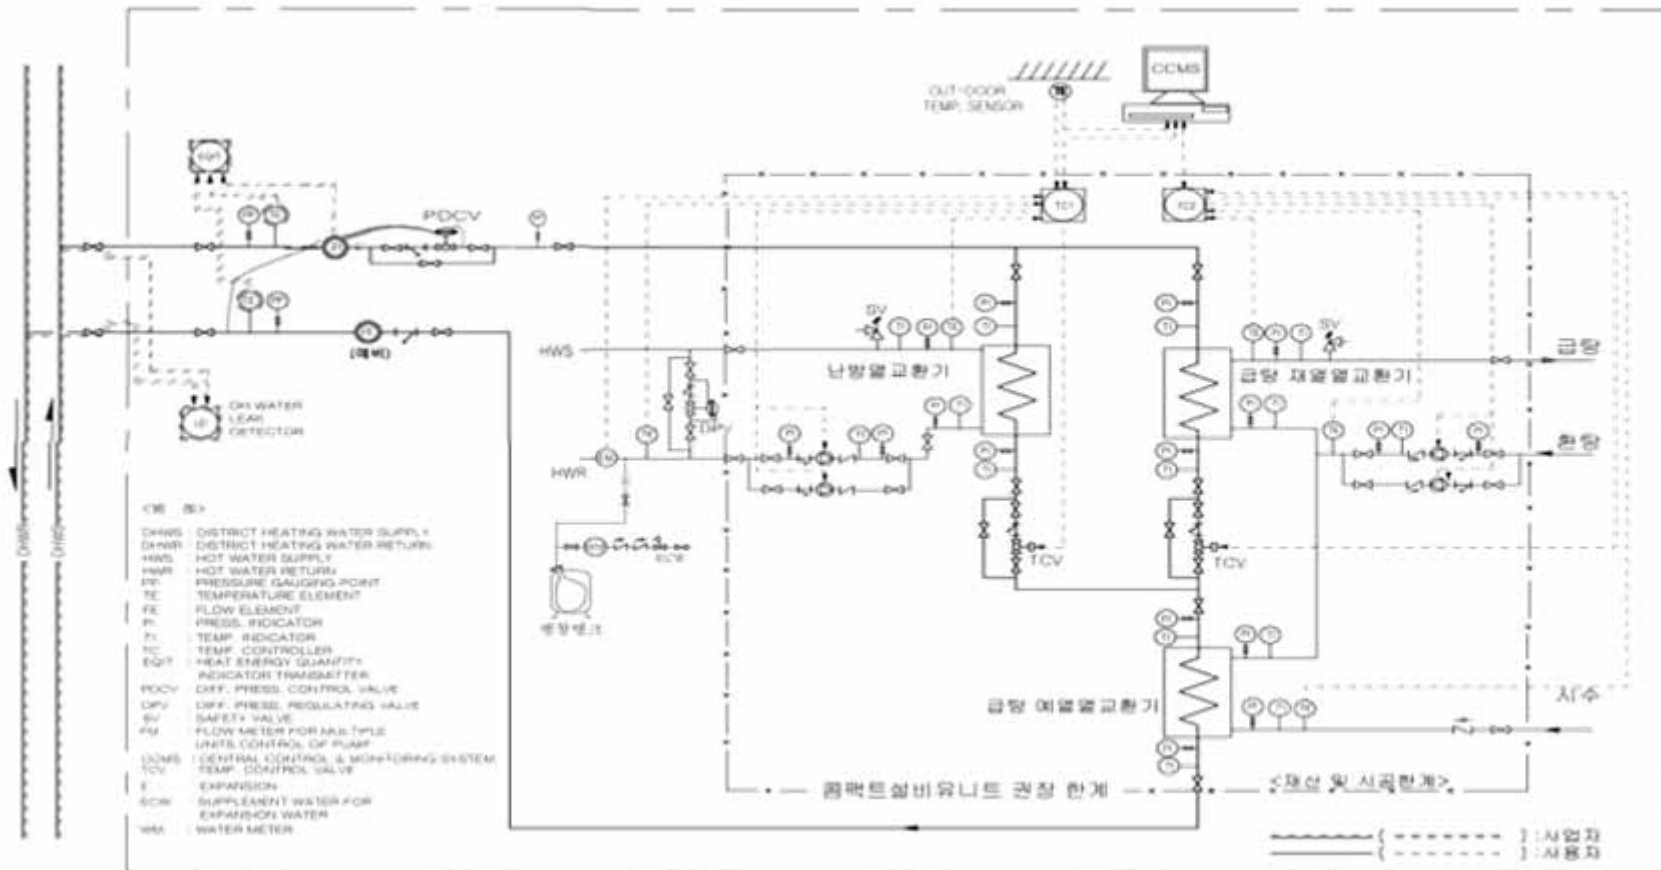 CCMS
OUT-DOOR
TEMP. SENSOR
EQIT
TC1
TC2
PDCV
SV
SV
HWS
난방열교환기
급탕 재열열교환기
급탕
(예비)
DH WATER
LEAK
DETECTOR
DPV
HWR
환탕
<범 례>
DHWS : DISTRICT HEATING WATER SUPPLY
DHWR : DISTRICT HEATING WATER RETURN
HWS : HOT WATER SUPPLY
HWR : HOT WATER RETURN
PP : PRESSURE GAUGING POINT
TE : TEMPERATURE ELEMENT
FE : FLOW ELEMENT
PI : PRESS. INDICATOR
TI : TEMP. INDICATOR
TC : TEMP. CONTROLLER
EQIT : HEAT ENERGY QUANTITY
INDICATOR TRANSMITTER
PDCV : DIFF. PRESS. CONTROL VALVE
DPV : DIFF. PRESS. REGULATING VALVE
SV : SAFETY VALVE
FM : FLOW METER FOR MULTIPLE
UNITS CONTROL OF PUMP
CCMS : CENTRAL CONTROL & MONITORING SYSTEM
TCV : TEMP. CONTROL VALVE
E : EXPANSION
ECW : SUPPLEMENT WATER FOR
EXPANSION WATER
WM : WATER METER
DHWR
DHWS
ECW
팽창탱크
TCV
TCV
급탕 예열열교환기
시수
콤팩트설비유니트 권장 한계
<재산 및 시공한계>
( ) : 사업자
( ) : 사용자